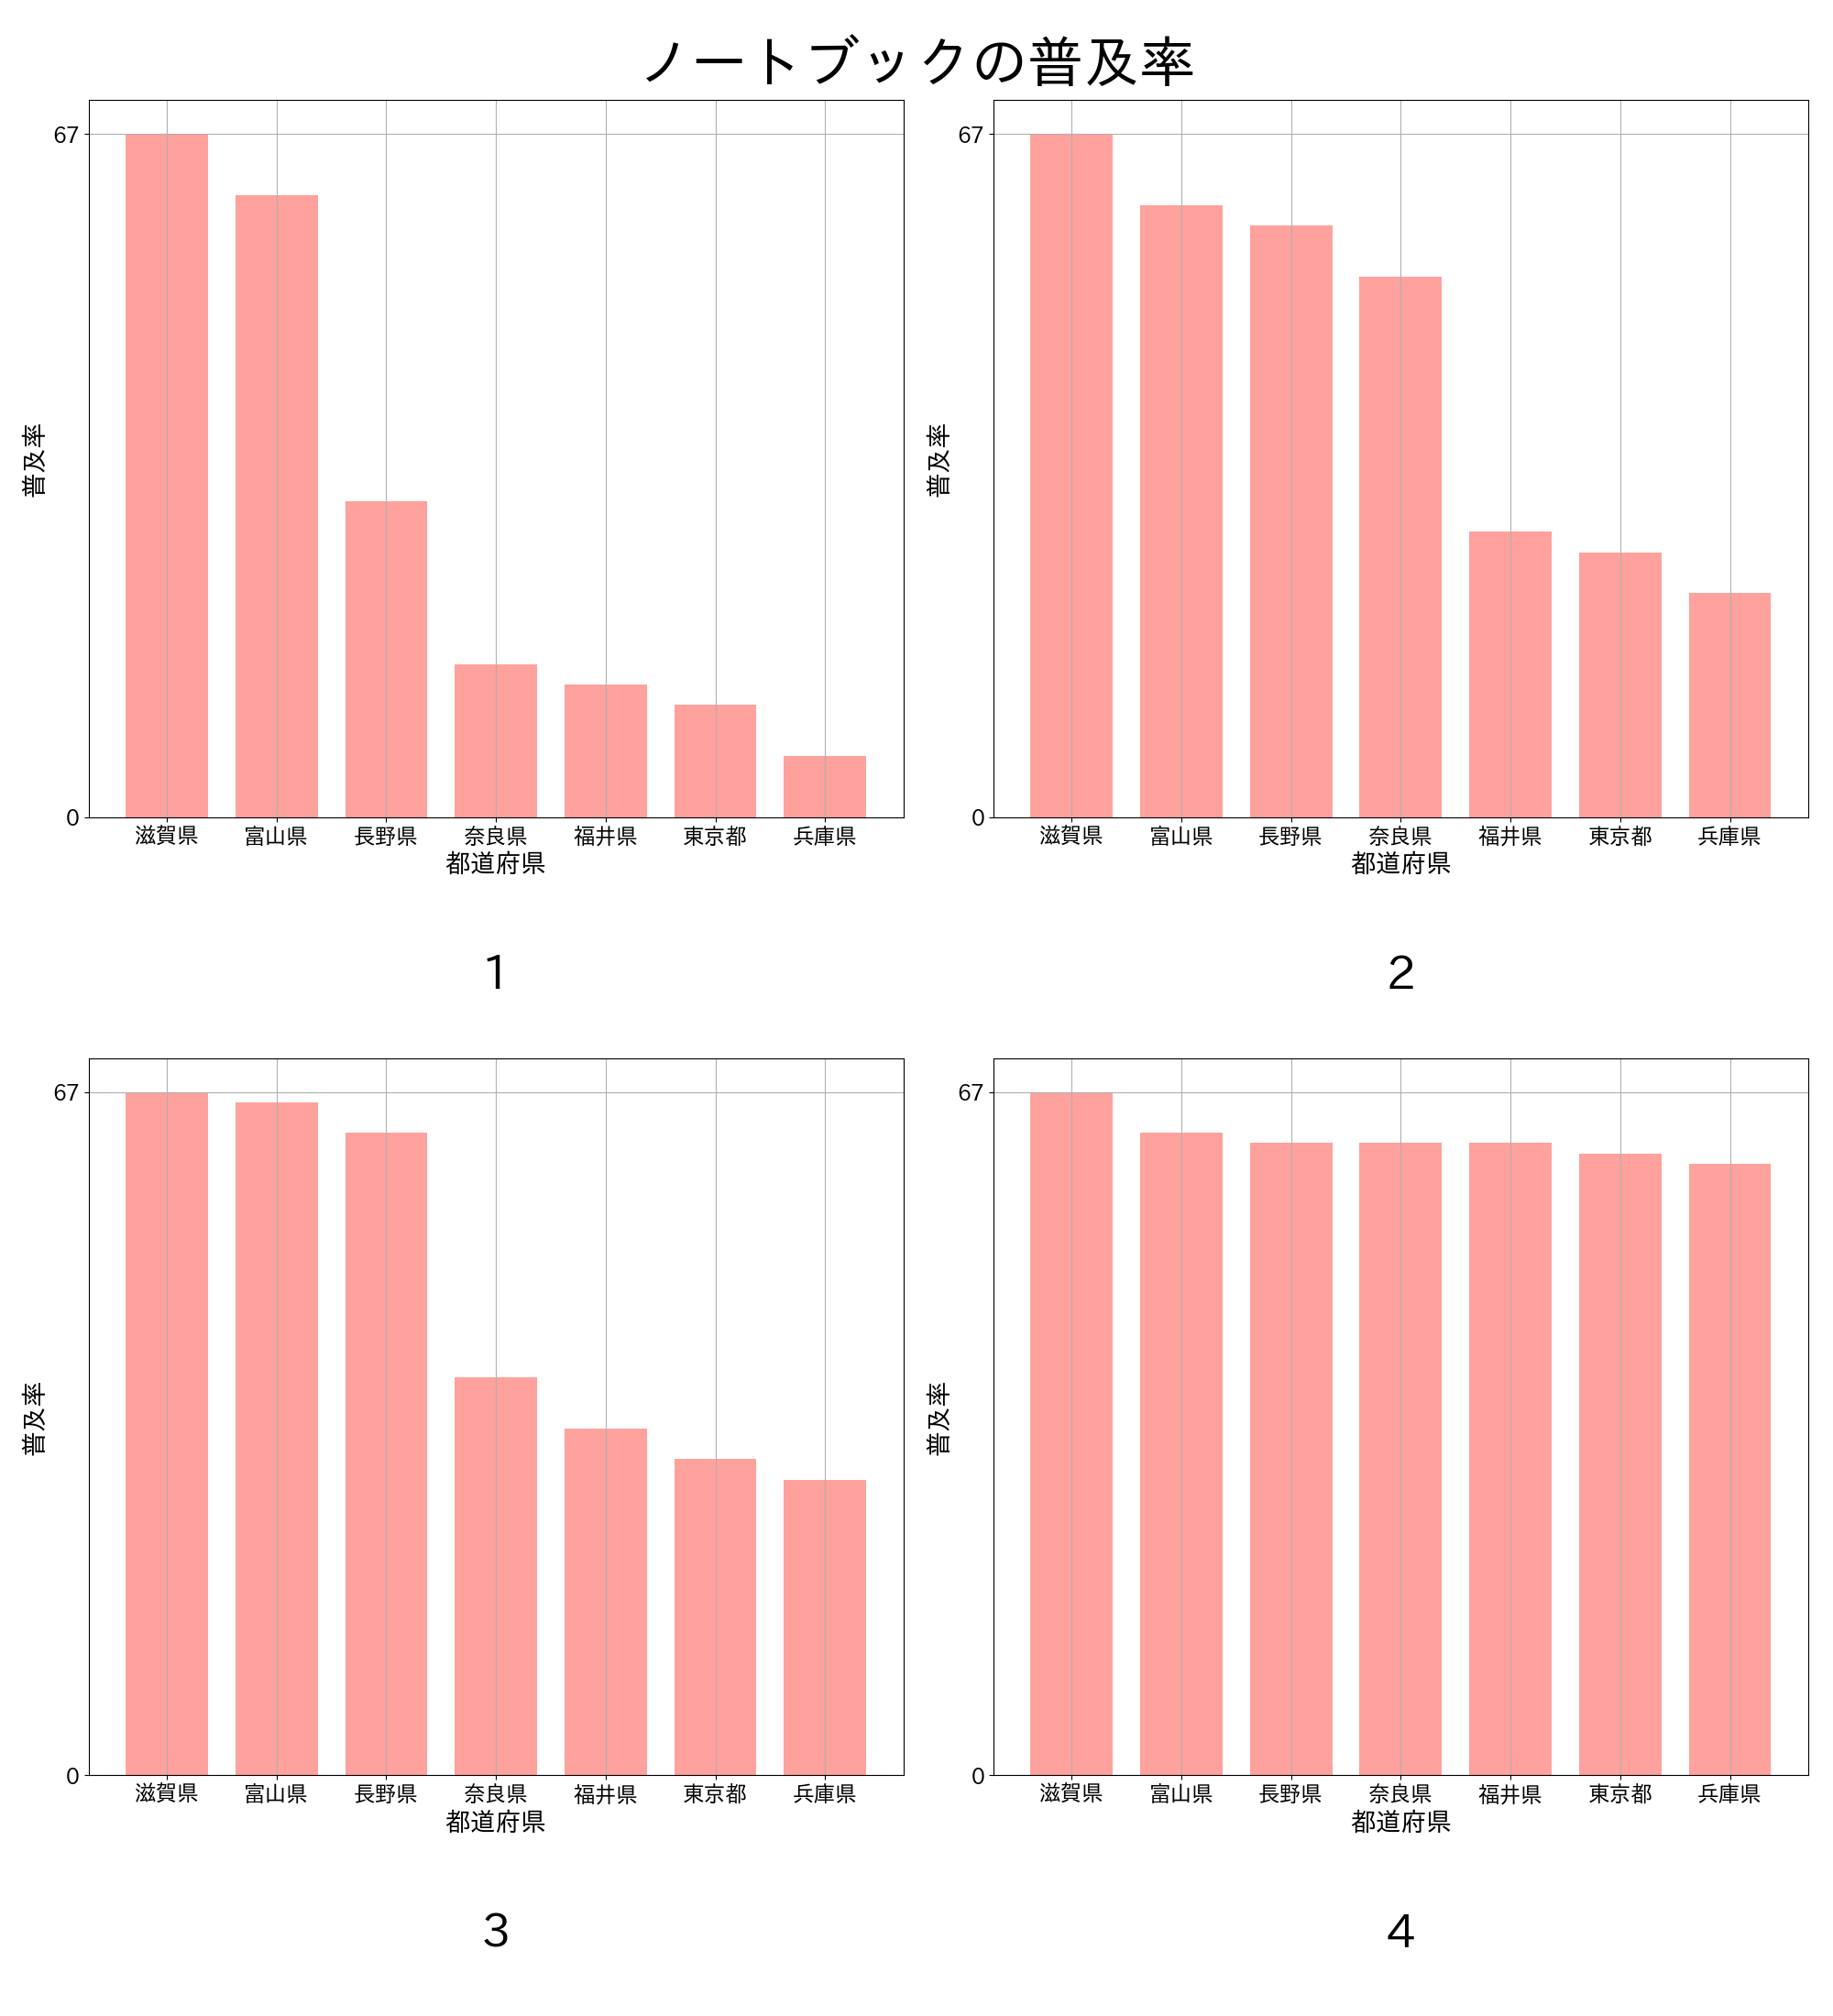 ノートブックの普及率
67
0
普及率
滋賀県 富山県 長野県 奈良県 福井県 東京都 兵庫県
都道府県
1
67
0
普及率
滋賀県 富山県 長野県 奈良県 福井県 東京都 兵庫県
都道府県
2
67
0
普及率
滋賀県 富山県 長野県 奈良県 福井県 東京都 兵庫県
都道府県
3
67
0
普及率
滋賀県 富山県 長野県 奈良県 福井県 東京都 兵庫県
都道府県
4